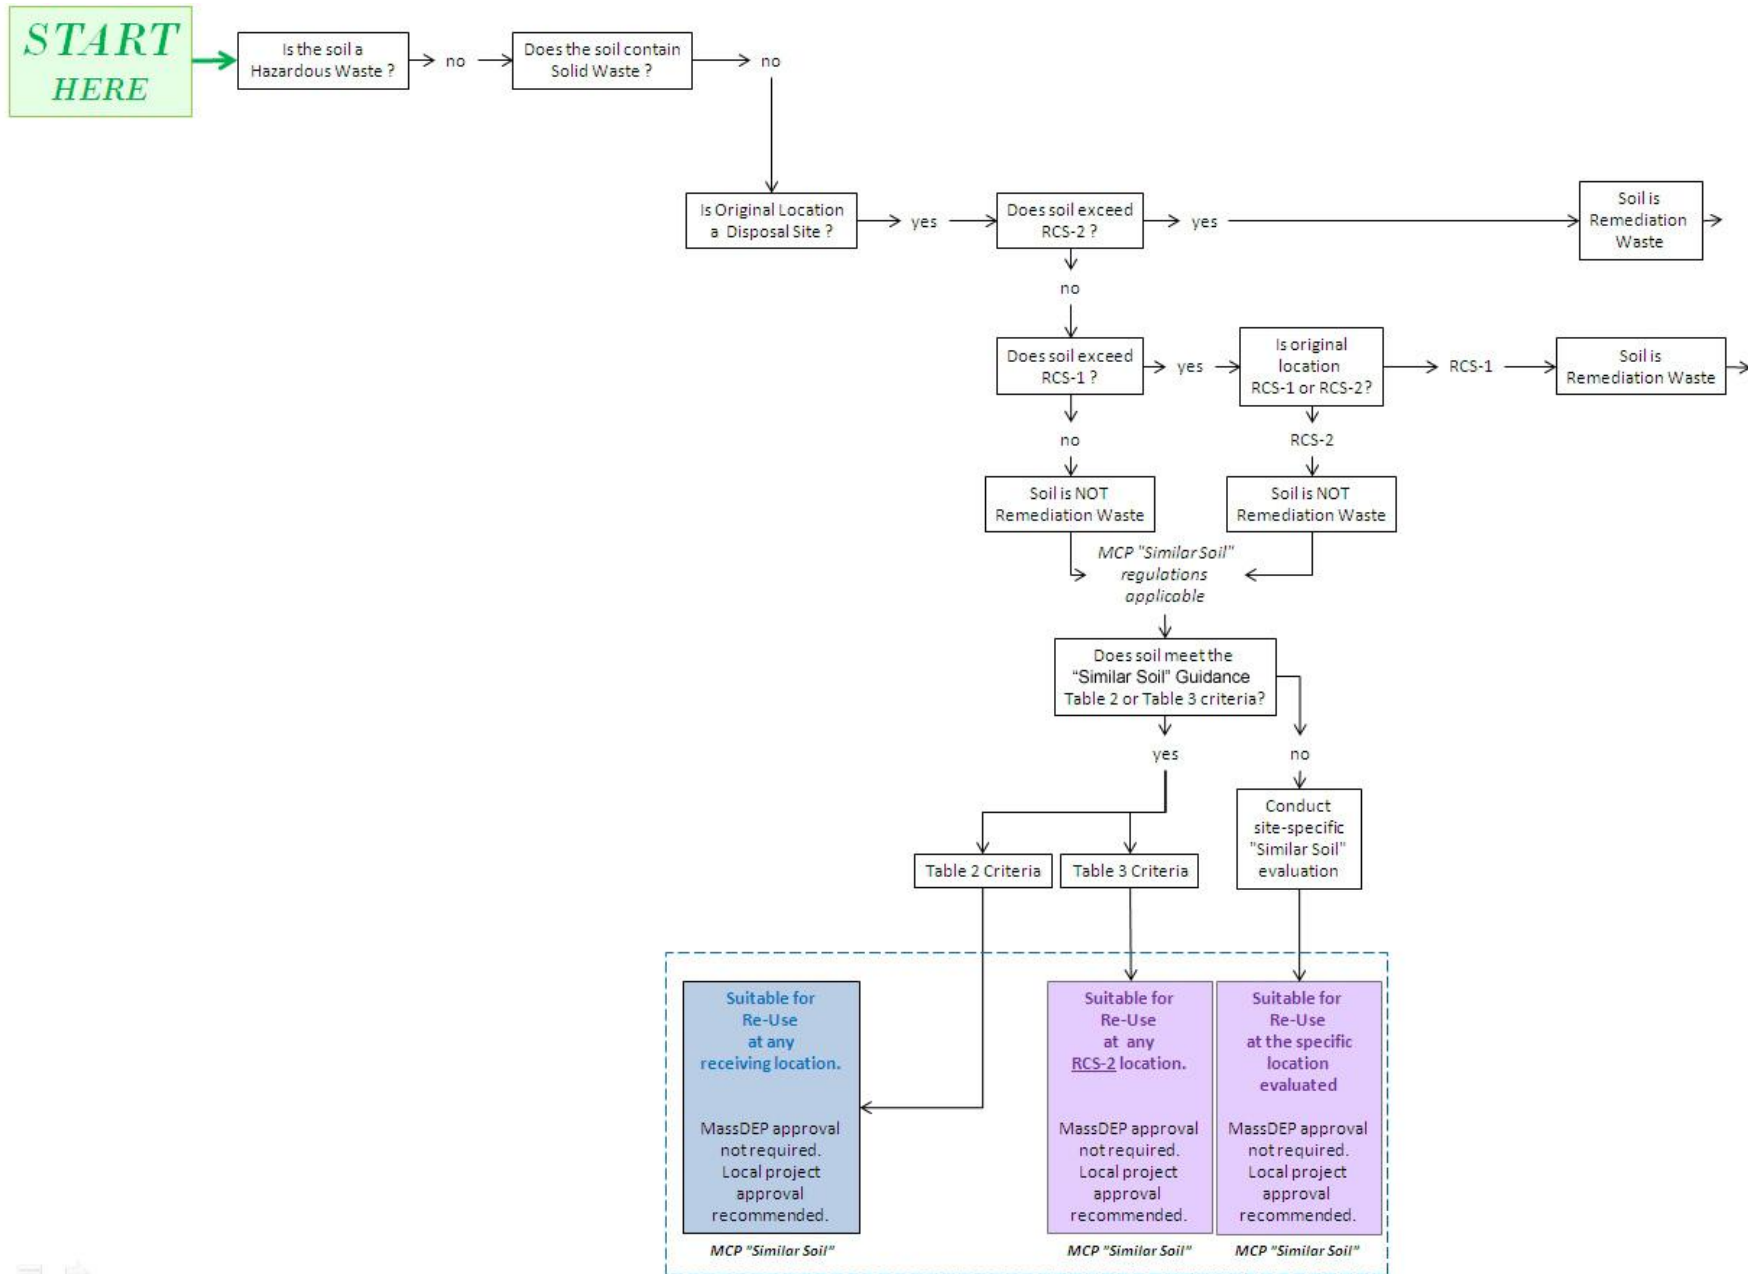 START
HERE
Is the soil a
Hazardous Waste ?
no
Does the soil contain
Solid Waste ?
no
Is Original Location
a Disposal Site ?
yes
Does soil exceed
RCS-2 ?
yes
Soil is
Remediation
Waste
no
Does soil exceed
RCS-1 ?
yes
Is original
location
RCS-1 or RCS-2?
RCS-1
Soil is
Remediation Waste
no
RCS-2
Soil is NOT
Remediation Waste
Soil is NOT
Remediation Waste
MCP "Similar Soil"
regulations
applicable
Does soil meet the
“Similar Soil” Guidance
Table 2 or Table 3 criteria?
yes
no
Conduct
site-specific
"Similar Soil"
evaluation
Table 2 Criteria
Table 3 Criteria
Suitable for
Re-Use
at any
receiving location.
MassDEP approval
not required.
Local project
approval
recommended.
MCP "Similar Soil"
Suitable for
Re-Use
at any
RCS-2 location.
MassDEP approval
not required.
Local project
approval
recommended.
MCP "Similar Soil"
Suitable for
Re-Use
at the specific
location
evaluated
MassDEP approval
not required.
Local project
approval
recommended.
MCP "Similar Soil"